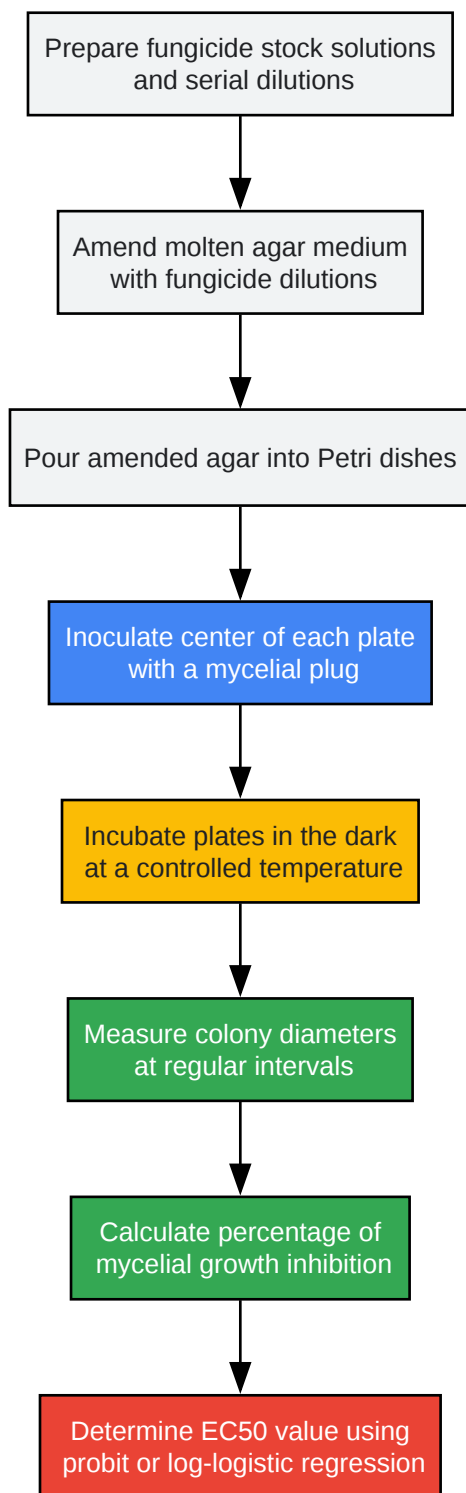 Prepare fungicide stock solutions
and serial dilutions
Amend molten agar medium
with fungicide dilutions
Pour amended agar into Petri dishes
Inoculate center of each plate
with a mycelial plug
Incubate plates in the dark
at a controlled temperature
Measure colony diameters
at regular intervals
Calculate percentage of
mycelial growth inhibition
Determine EC50 value using
probit or log-logistic regression